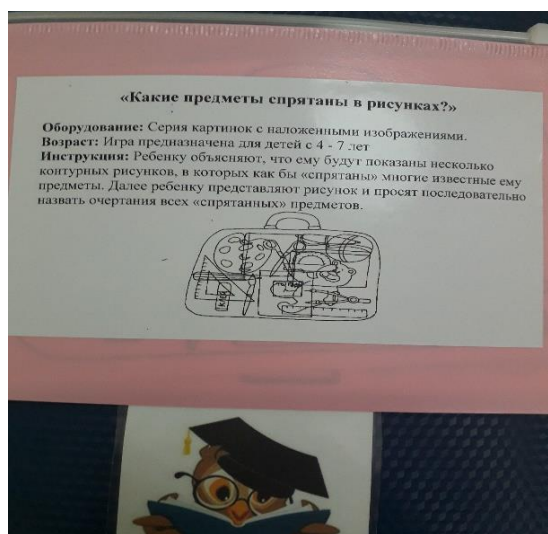 «Какие предметы спрятаны в рисунках?»
Оборудование: Серия картинок с наложенными изображениями.
Возраст: Игра предназначена для детей с 4 - 7 лет
Инструкция: Ребенку объясняют, что ему будут показаны несколько
контурных рисунков, в которых как бы «спрятаны» многие известные ему
предметы. Далее ребенку представляют рисунок и просят последовательно
назвать очертания всех «спрятанных» предметов.
клей